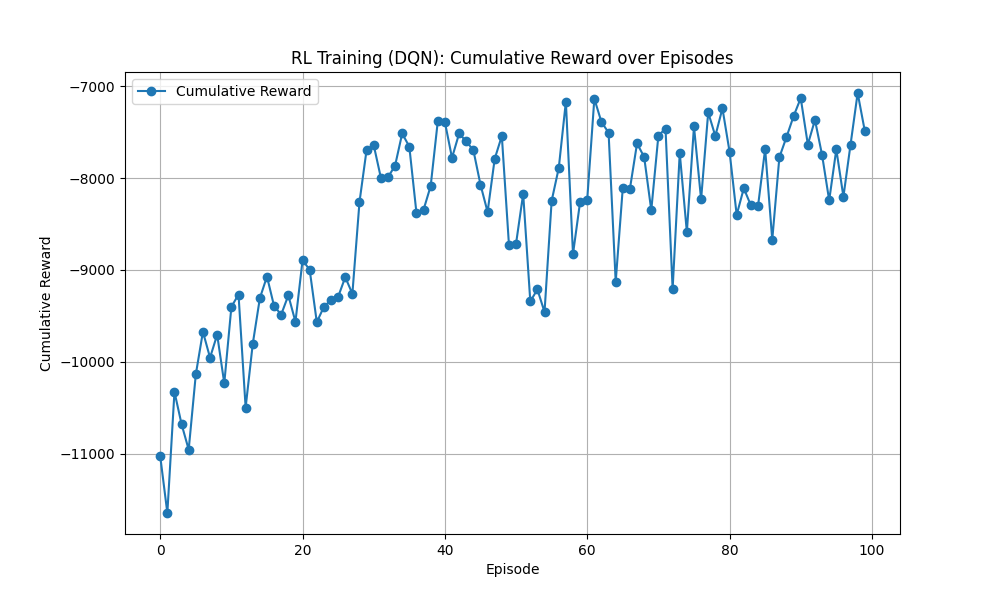 RL Training (DQN): Cumulative Reward over Episodes
Cumulative Reward
−7000
−8000
−9000
−10000
−11000
Cumulative Reward
0
20
40
60
80
100
Episode